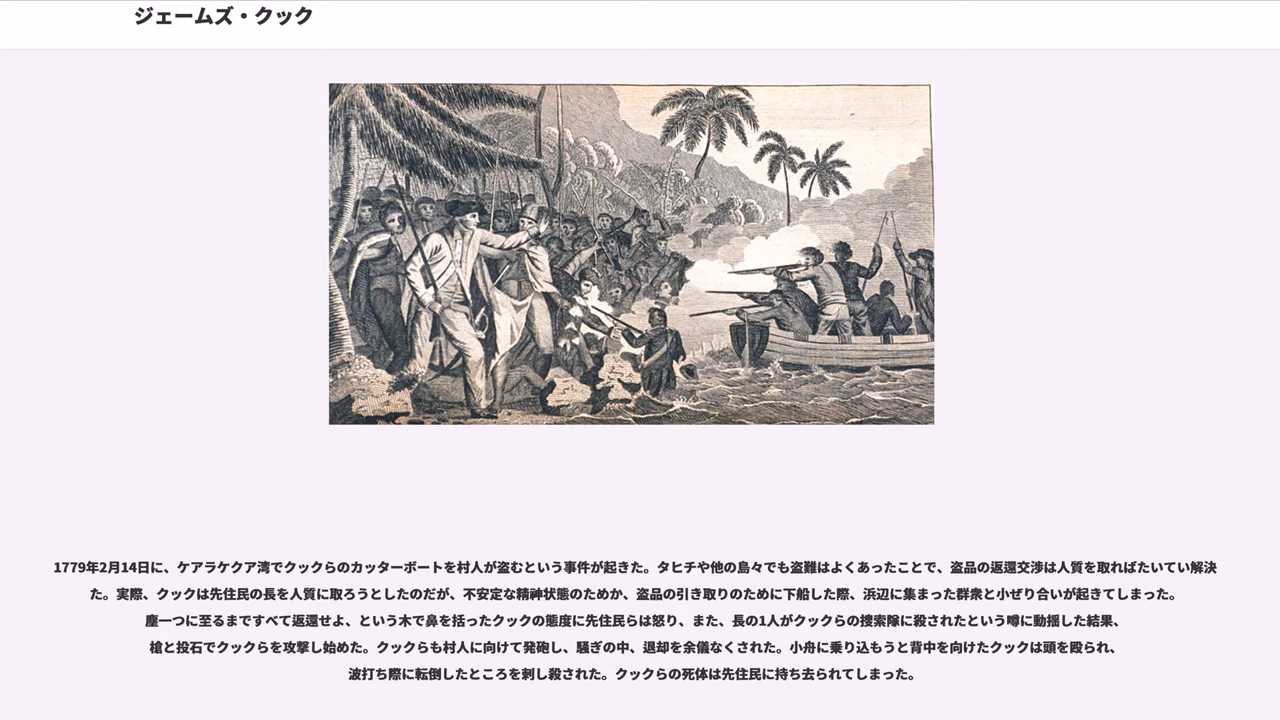 ジェームズ・クック
1779年2月14日に、ケアラケクア湾でクックらのカッターボートを村人が盗むという事件が起きた。タヒチや他の島々でも盗難はよくあったことで、盗品の返還交渉は人質を取ればたいてい解決
た。実際、クックは先住民の長を人質に取ろうとしたのだが、不安定な精神状態のためか、盗品の引き取りのために下船した際、浜辺に集まった群衆と小ぜり合いが起きてしまった。
塵一つに至るまですべて返還せよ、という木で鼻を括ったクックの態度に先住民らは怒り、また、長の1人がクックらの捜索隊に殺されたという噂に動揺した結果、
槍と投石でクックらを攻撃し始めた。クックらも村人に向けて発砲し、騒ぎの中、退却を余儀なくされた。小舟に乗り込もうと背中を向けたクックは頭を殴られ、
波打ち際に転倒したところを刺し殺された。クックらの死体は先住民に持ち去られてしまった。